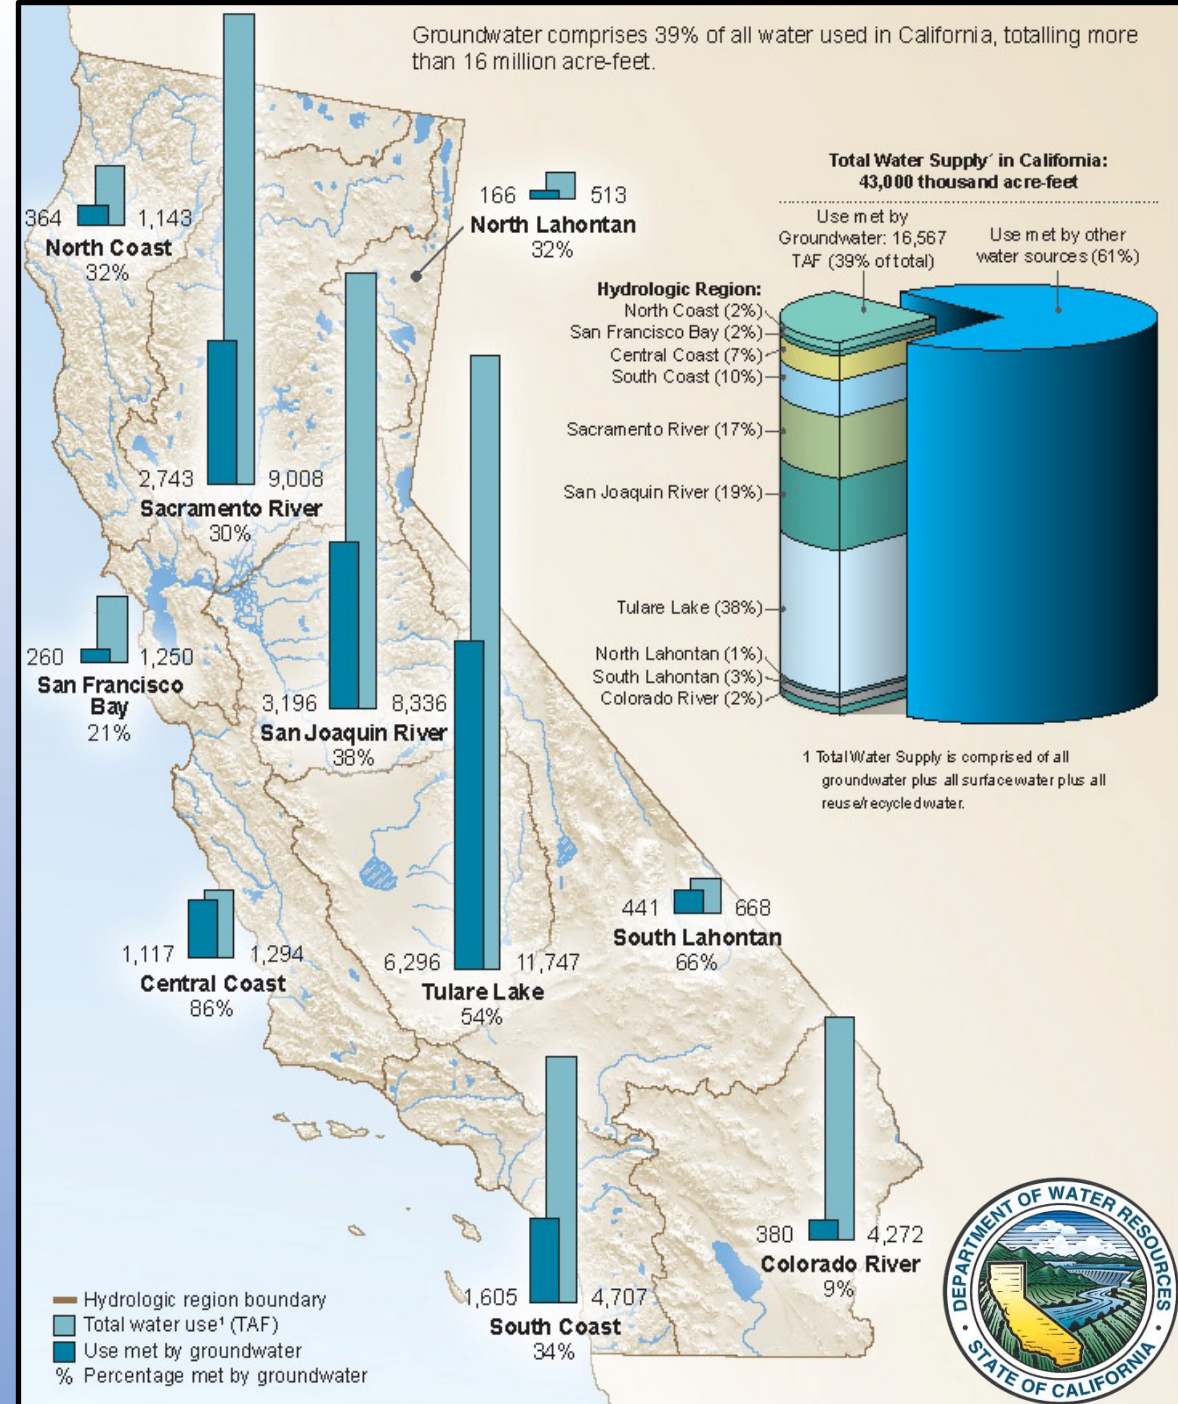 Groundwater comprises 39% of all water used in California, totalling more
than 16 million acre-feet.
364 1,143
North Coast
32%
166 513
North Lahontan
32%
2,743 9,008
Sacramento River
30%
260 1,250
San Francisco
Bay
21%
3,196 8,336
San Joaquin River
38%
1,117 1,294
Central Coast
86%
6,296 11,747
Tulare Lake
54%
441 668
South Lahontan
66%
1,605 4,707
South Coast
34%
380 4,272
Colorado River
9%
Total Water Supply¹ in California:
43,000 thousand acre-feet
Use met by
Groundwater: 16,567
TAF (39% of total)
Use met by other
water sources (61%)
Hydrologic Region:
North Coast (2%)
San Francisco Bay (2%)
Central Coast (7%)
South Coast (10%)
Sacramento River (17%)
San Joaquin River (19%)
Tulare Lake (38%)
North Lahontan (1%)
South Lahontan (3%)
Colorado River (2%)
1 Total Water Supply is comprised of all
groundwater plus all surface water plus all
reuse/recycled water.
Hydrologic region boundary
Total water use¹ (TAF)
Use met by groundwater
% Percentage met by groundwater
DEPARTMENT OF WATER RESOURCES
STATE OF CALIFORNIA